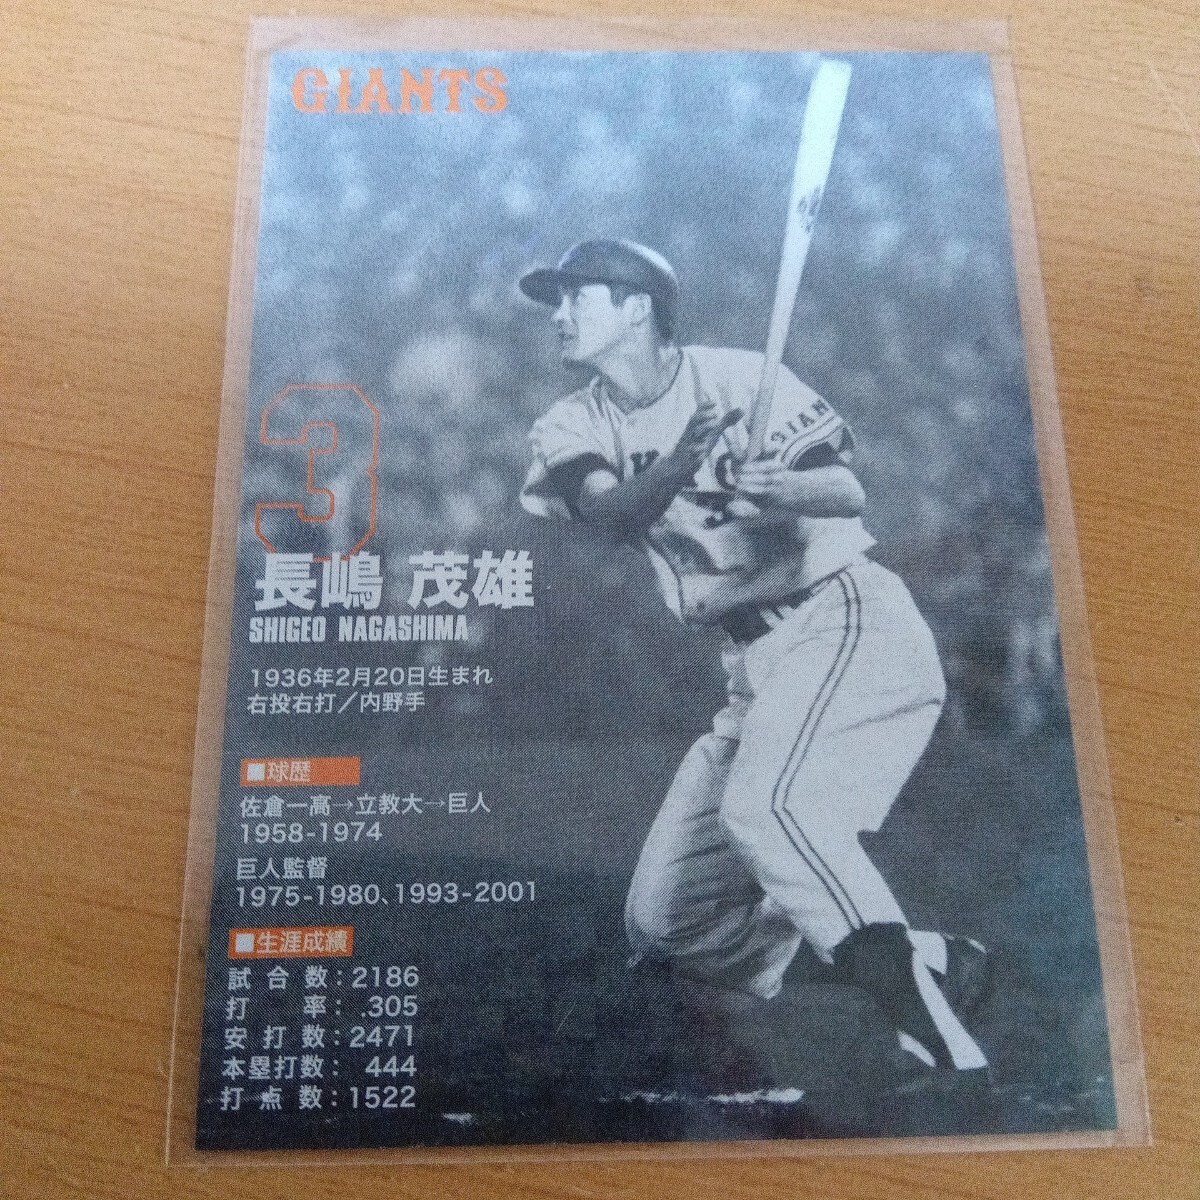 GIANTS
3
長嶋 茂雄
SHIGEO NAGASHIMA
1936年2月20日生まれ
右投右打/内野手
■球歴
佐倉一高→立教大→巨人
1958-1974
巨人監督
1975-1980、1993-2001
■生涯成績
試合数:2186
打率: .305
安打数:2471
本塁打数: 444
打点数:1522
GIAN